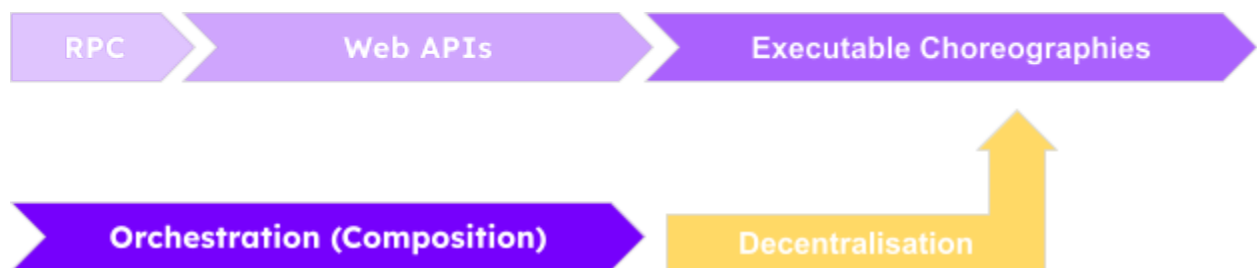 RPC
Web APIs
Executable Choreographies
Orchestration (Composition)
Decentralisation